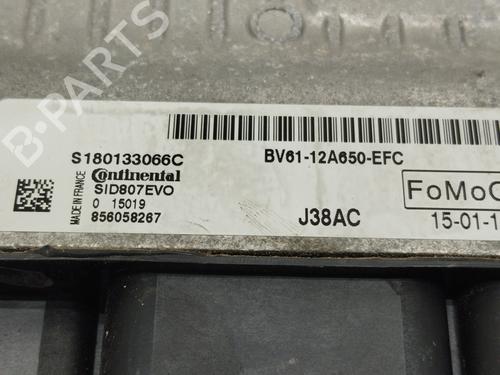 S180133066C
BV61-12A650-EFC
MADE IN FRANCE
Continental
SID807EVO
0 15019
856058267
J38AC
FoMoC
15-01-1
B-PARTS